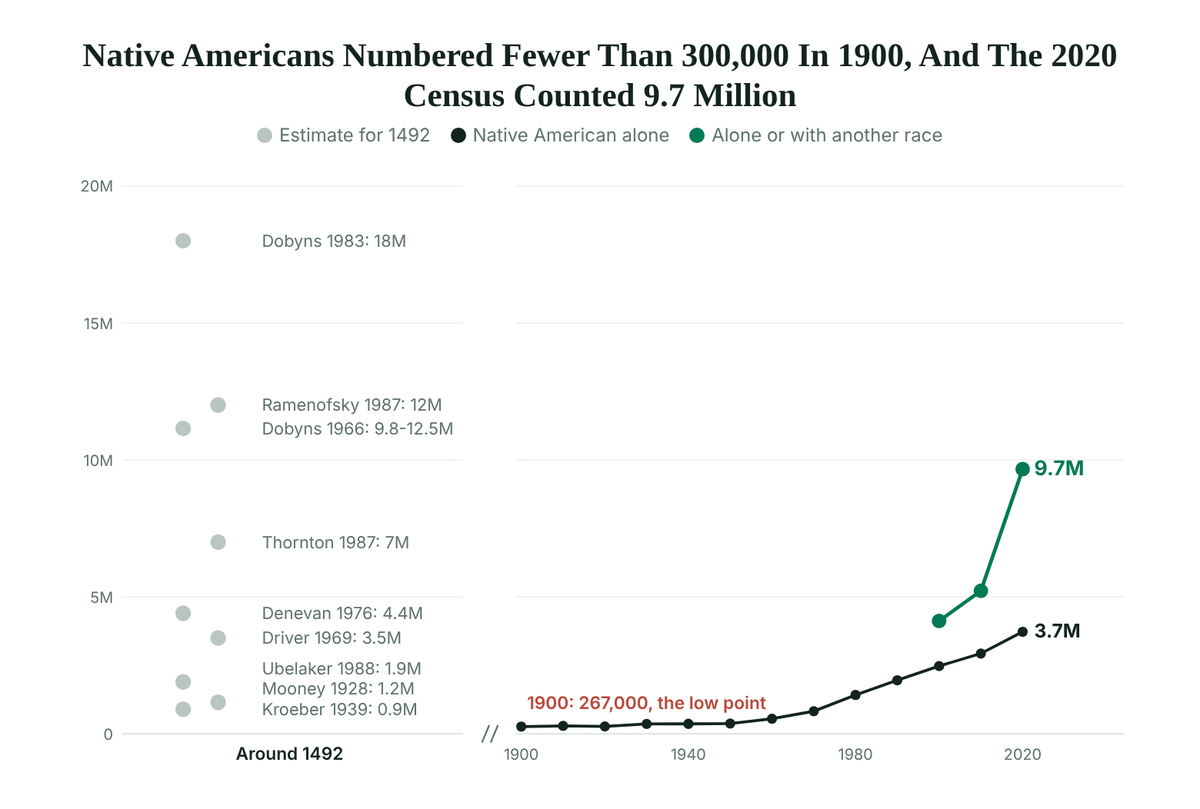 Native Americans Numbered Fewer Than 300,000 In 1900, And The 2020
Census Counted 9.7 Million
Estimate for 1492
Native American alone
Alone or with another race
20M
15M
10M
5M
0
Dobyns 1983: 18M
Ramenofsky 1987: 12M
Dobyns 1966: 9.8-12.5M
Thornton 1987: 7M
Denevan 1976: 4.4M
Driver 1969: 3.5M
Ubelaker 1988: 1.9M
Mooney 1928: 1.2M
Kroeber 1939: 0.9M
Around 1492
//
9.7M
3.7M
1900: 267,000, the low point
1900
1940
1980
2020